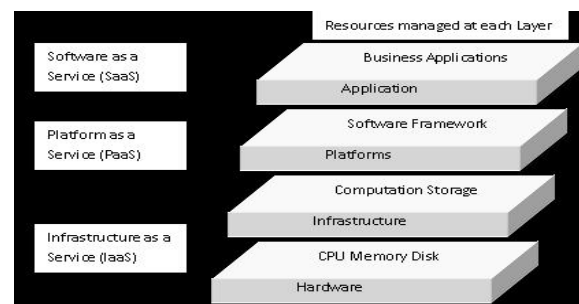 Resources managed at each Layer
Software as a
Service (SaaS)
Business Applications
Application
Platform as a
Service (PaaS)
Software Framework
Platforms
Computation Storage
Infrastructure
Infrastructure as a
Service (IaaS)
CPU Memory Disk
Hardware